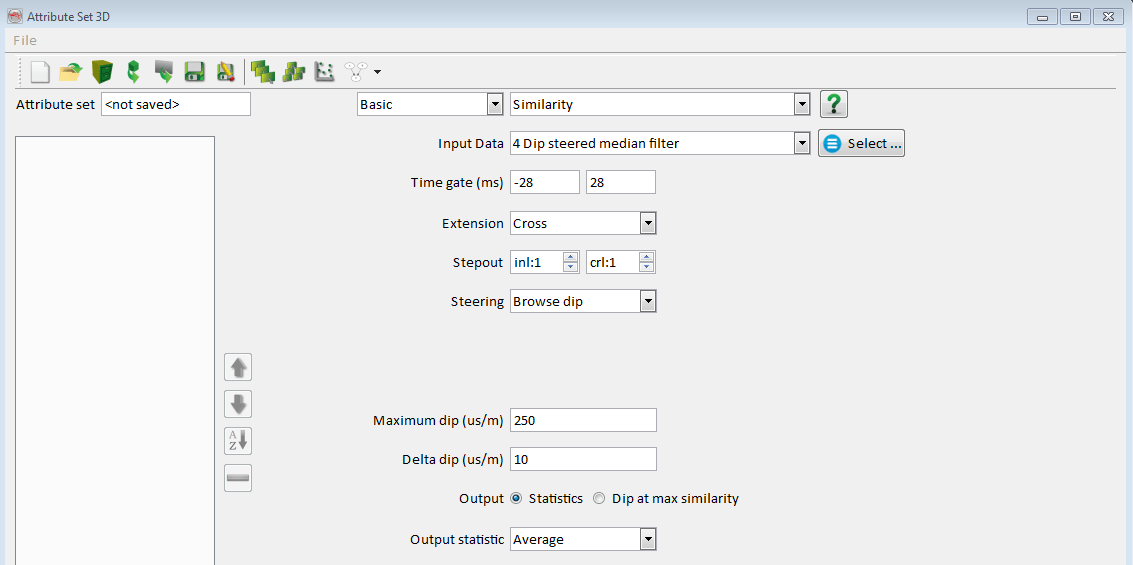 Attribute Set 3D
File
Attribute set <not saved> Basic Similarity ?
Input Data 4 Dip steered median filter Select ...
Time gate (ms) -28 28
Extension Cross
Stepout inl:1 crl:1
Steering Browse dip
Maximum dip (us/m) 250
A
Z
Delta dip (us/m) 10
Output Statistics Dip at max similarity
Output statistic Average